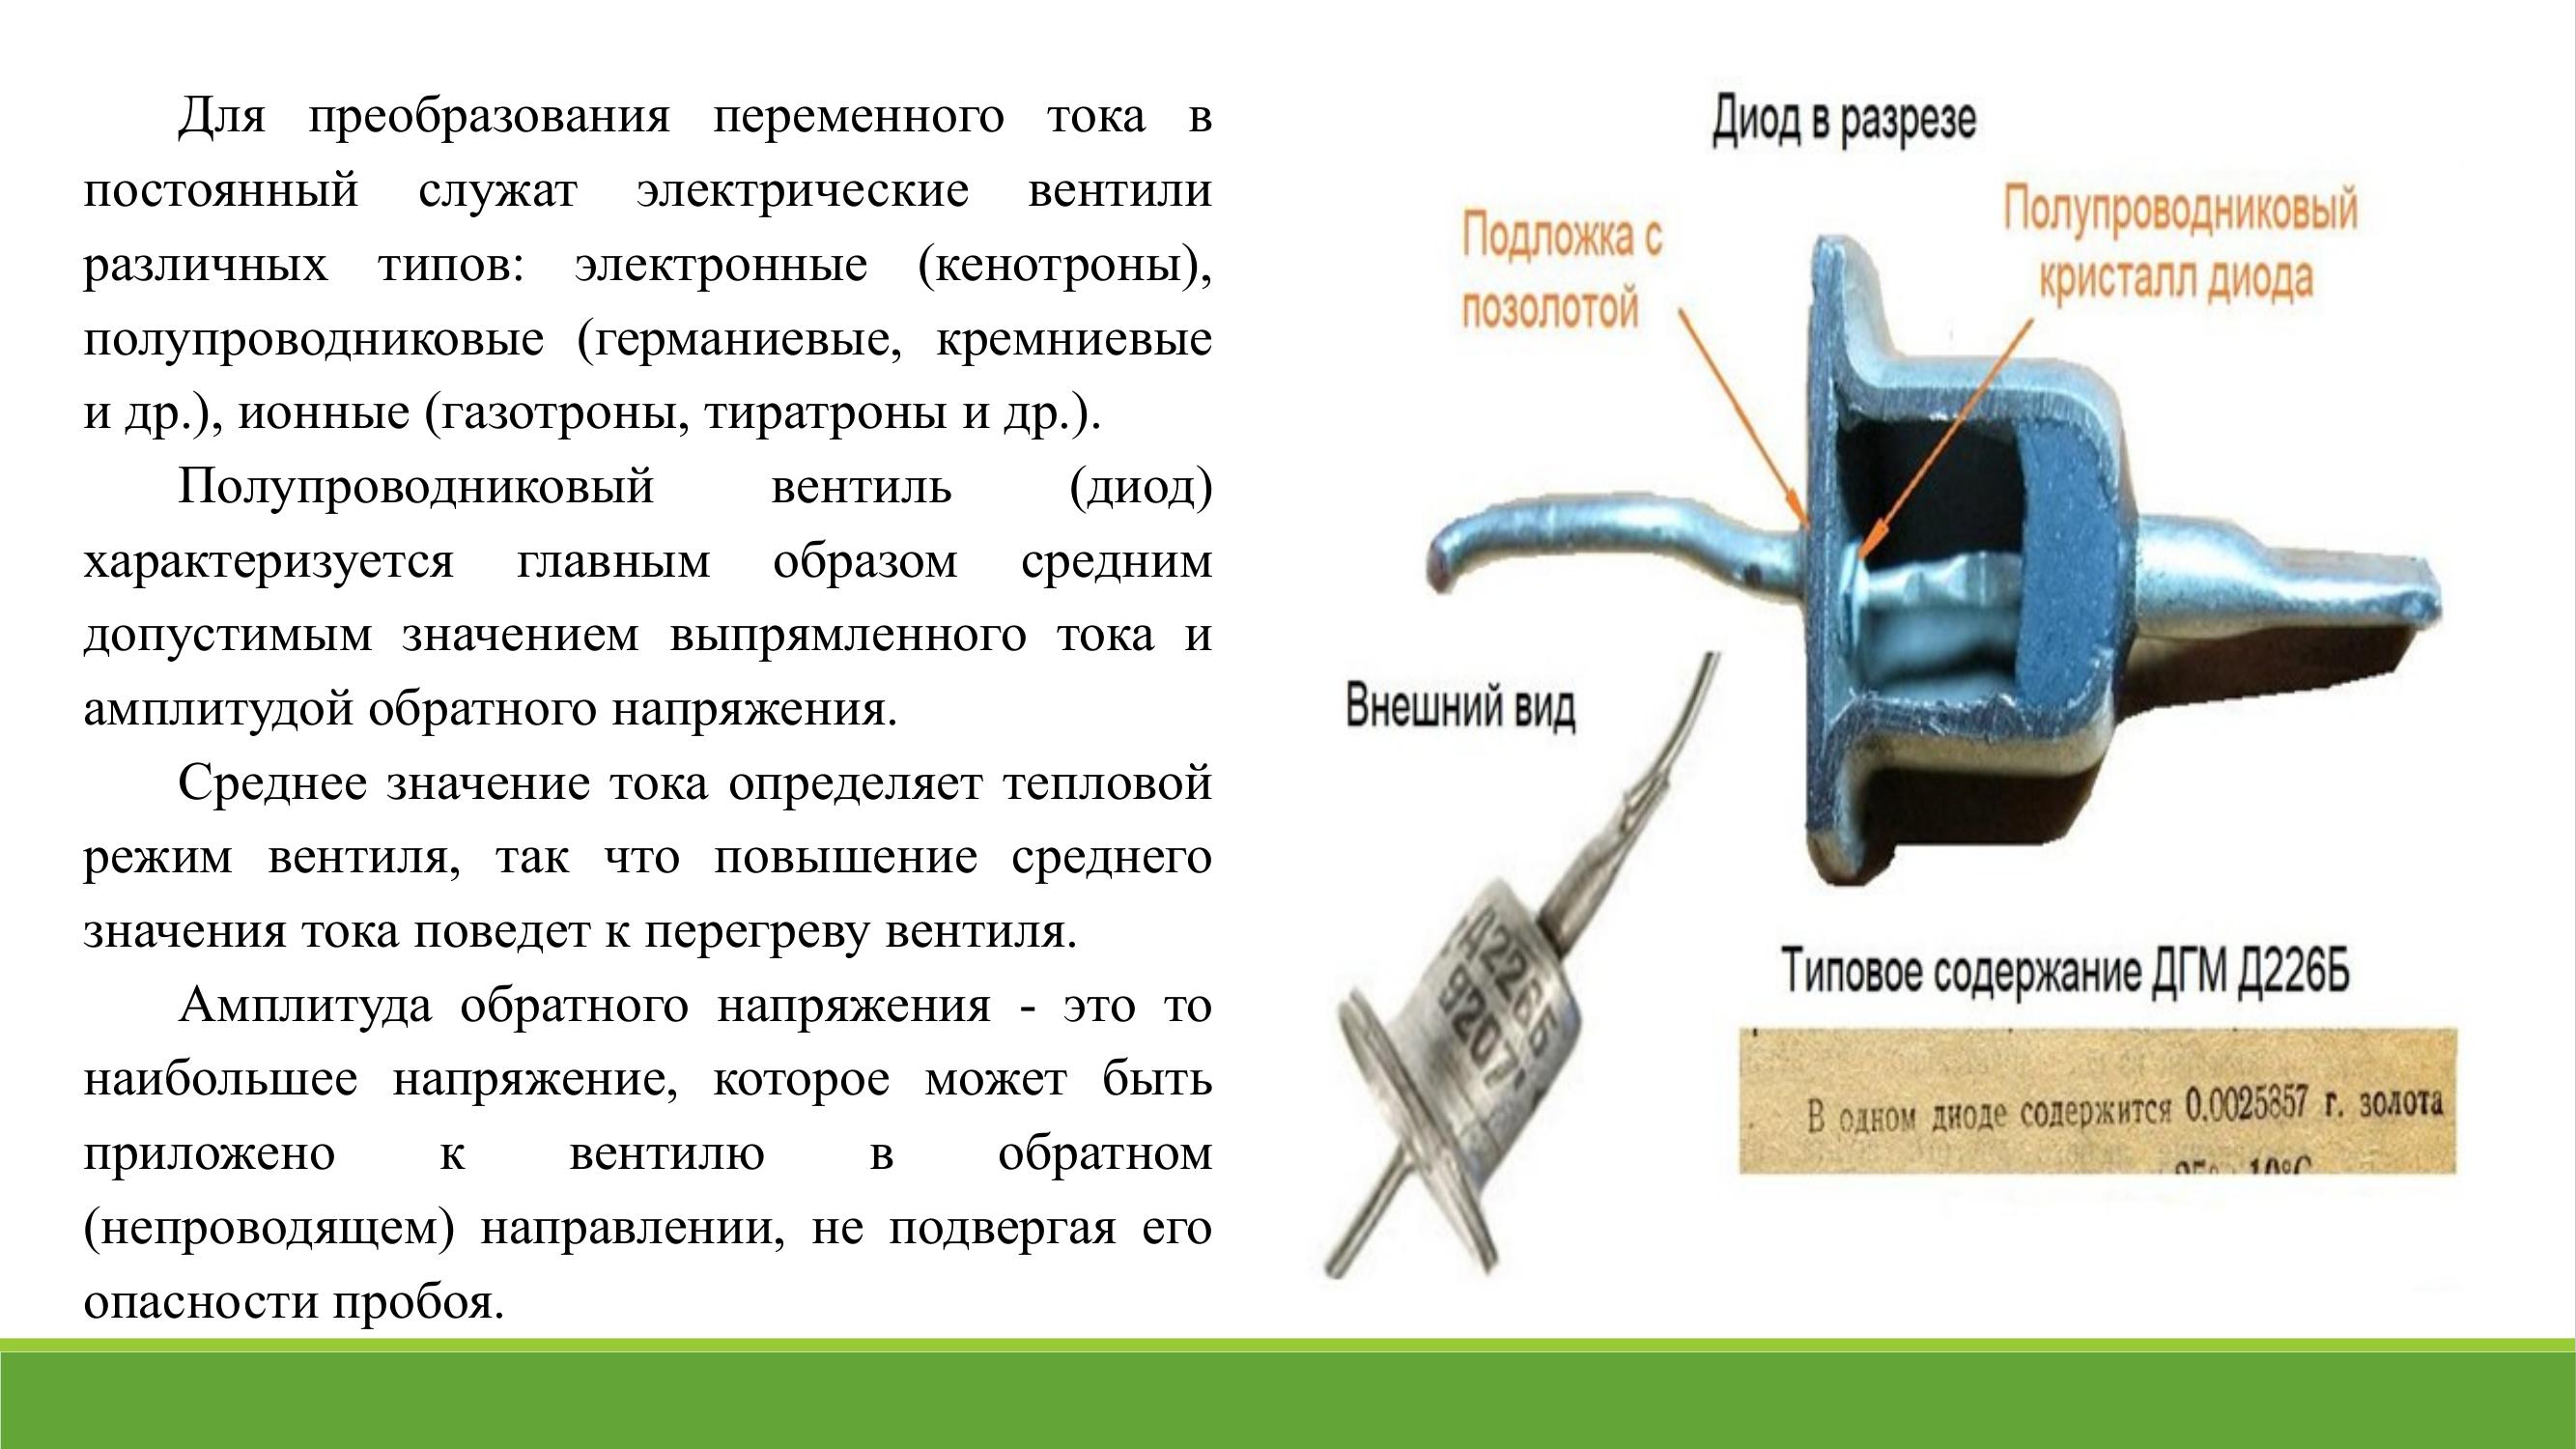 Для преобразования переменного тока в
постоянный служат электрические вентили
различных типов: электронные (кенотроны),
полупроводниковые (германиевые, кремниевые
и др.), ионные (газотроны, тиратроны и др.).
Полупроводниковый вентиль (диод)
характеризуется главным образом средним
допустимым значением выпрямленного тока и
амплитудой обратного напряжения.
Среднее значение тока определяет тепловой
режим вентиля, так что повышение среднего
значения тока поведет к перегреву вентиля.
Амплитуда обратного напряжения - это то
наибольшее напряжение, которое может быть
приложено к вентилю в обратном
(непроводящем) направлении, не подвергая его
опасности пробоя.
Диод в разрезе
Подложка с
позолотой
Полупроводниковый
кристалл диода
Внешний вид
Д226Б
9207
Типовое содержание ДГМ Д226Б
В одном диоде содержится 0.0025857 г. золота